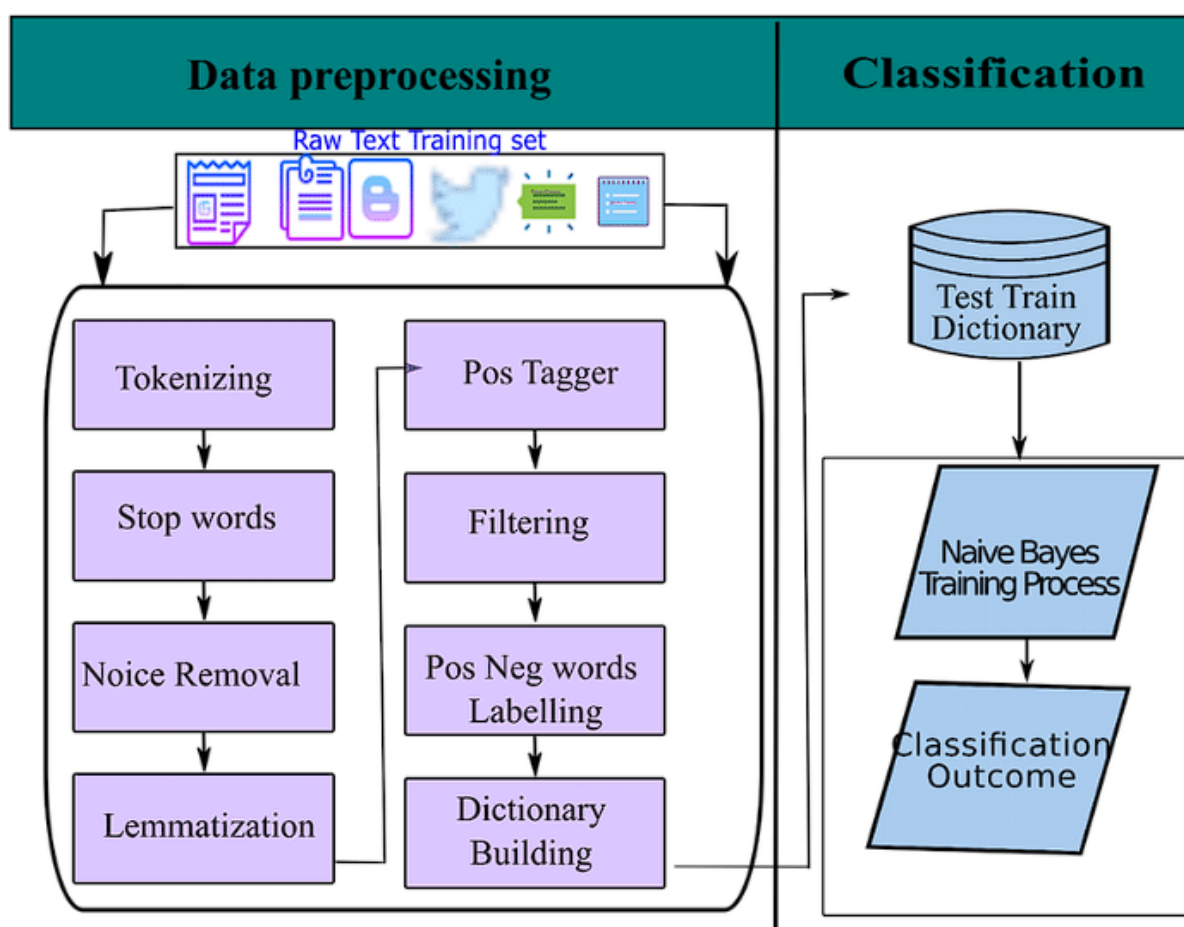 Data preprocessing
Classification
Raw Text Training set
Tokenizing
Stop words
Noice Removal
Lemmatization
Pos Tagger
Filtering
Pos Neg words
Labelling
Dictionary
Building
Test Train
Dictionary
Naive Bayes
Training Process
Classification
Outcome